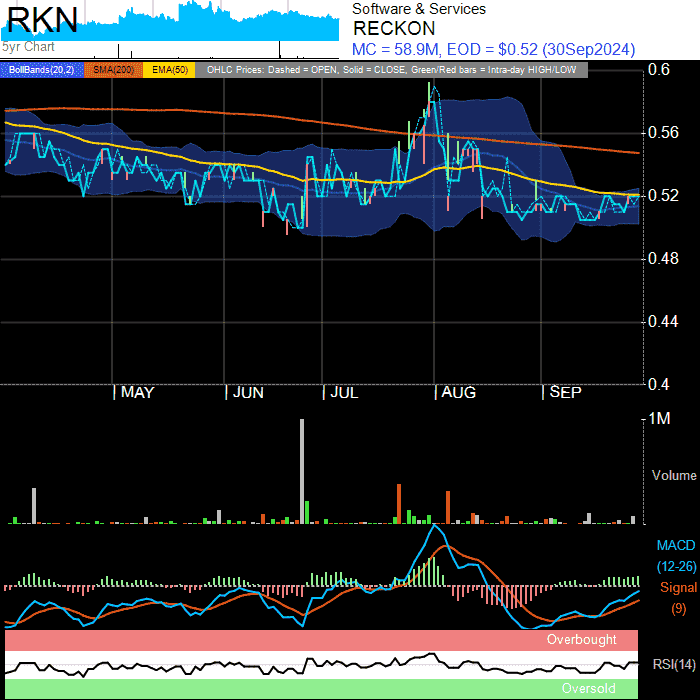 RKN
5yr Chart
Software & Services
RECKON
MC = 58.9M, EOD = $0.52 (30Sep2024)
BollBands(20,2) SMA(200) EMA(50) OHLC Prices: Dashed = OPEN, Solid = CLOSE, Green/Red bars = Intra-day HIGH/LOW
0.6
0.56
0.52
0.48
0.44
0.4
| MAY | JUN | JUL | AUG | SEP
1M
Volume
MACD
(12-26)
Signal
(9)
Overbought
RSI(14)
Oversold